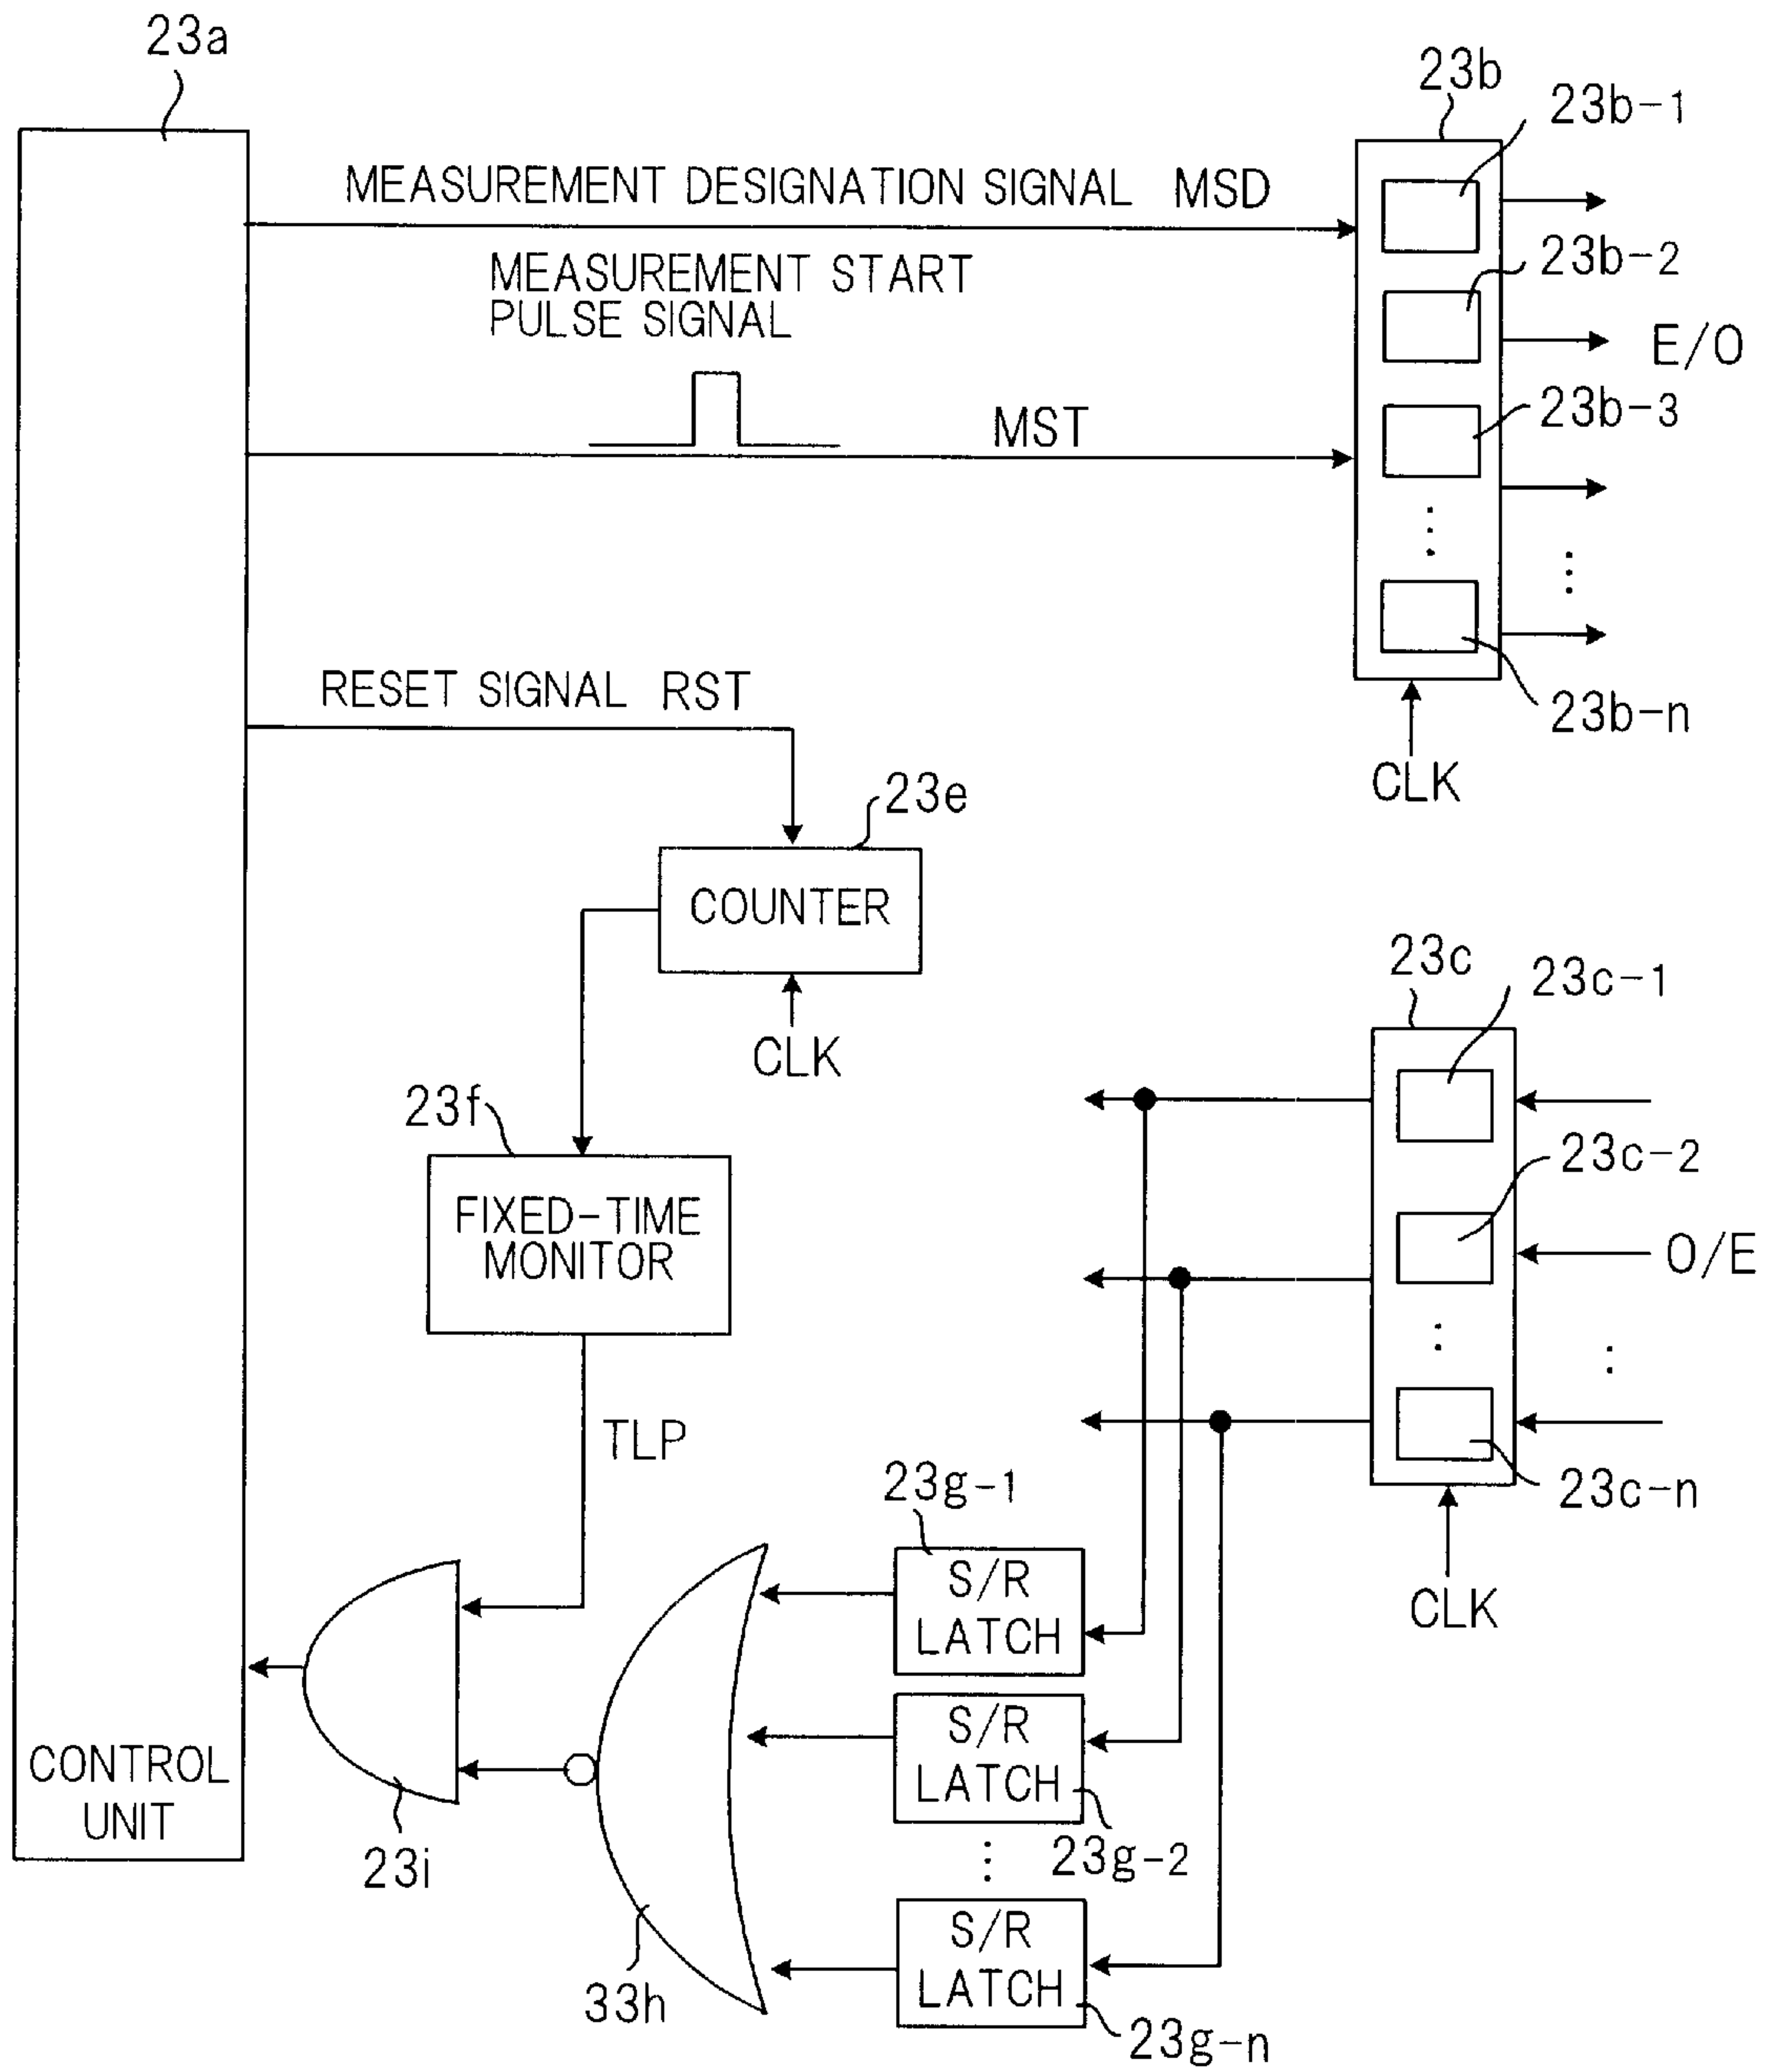 23a
23b
23b-1
MEASUREMENT DESIGNATION SIGNAL MSD
23b-2
MEASUREMENT START
PULSE SIGNAL
E/O
23b-3
MST
RESET SIGNAL RST
23b-n
CLK
23e
COUNTER
23c
23c-1
CLK
23f
23c-2
FIXED-TIME
MONITOR
O/E
TLP
23g-1
23c-n
S/R
LATCH
CLK
S/R
LATCH
CONTROL
UNIT
23i
23g-2
S/R
LATCH
33h
23g-n